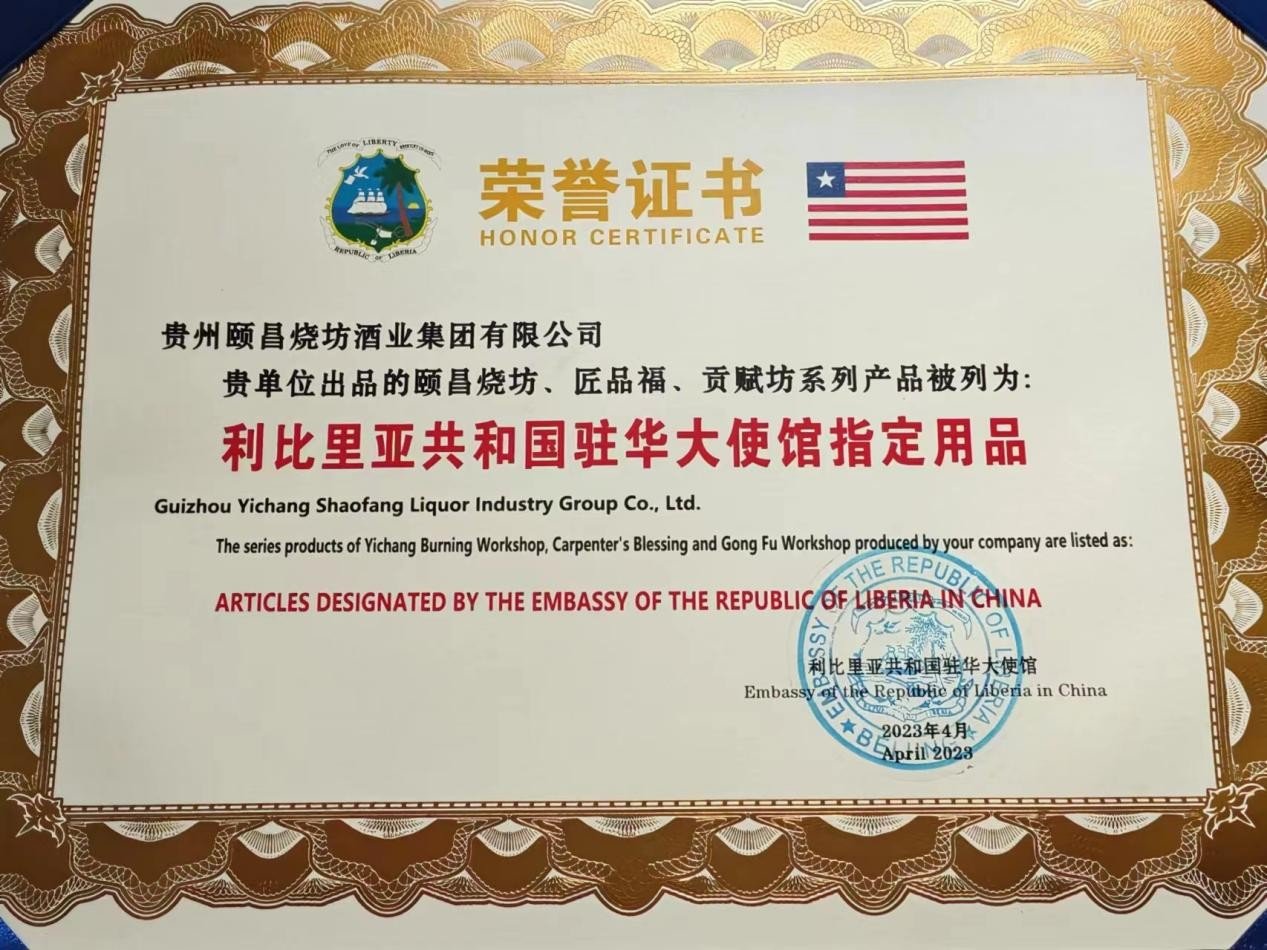 THE LOVE OF LIBERTY BROUGHT US HERE
REPUBLIC OF LIBERIA
荣誉证书
HONOR CERTIFICATE
贵州颐昌烧坊酒业集团有限公司
贵单位出品的颐昌烧坊、匠品福、贡赋坊系列产品被列为:
利比里亚共和国驻华大使馆指定用品
Guizhou Yichang Shaofang Liquor Industry Group Co., Ltd.
The series products of Yichang Burning Workshop, Carpenter's Blessing and Gong Fu Workshop produced by your company are listed as:
ARTICLES DESIGNATED BY THE EMBASSY OF THE REPUBLIC OF LIBERIA IN CHINA
EMBASSY OF THE REPUBLIC OF LIBERIA
BEIJING
利比里亚共和国驻华大使馆
Embassy of the Republic of Liberia in China
2023年4月
April 2023